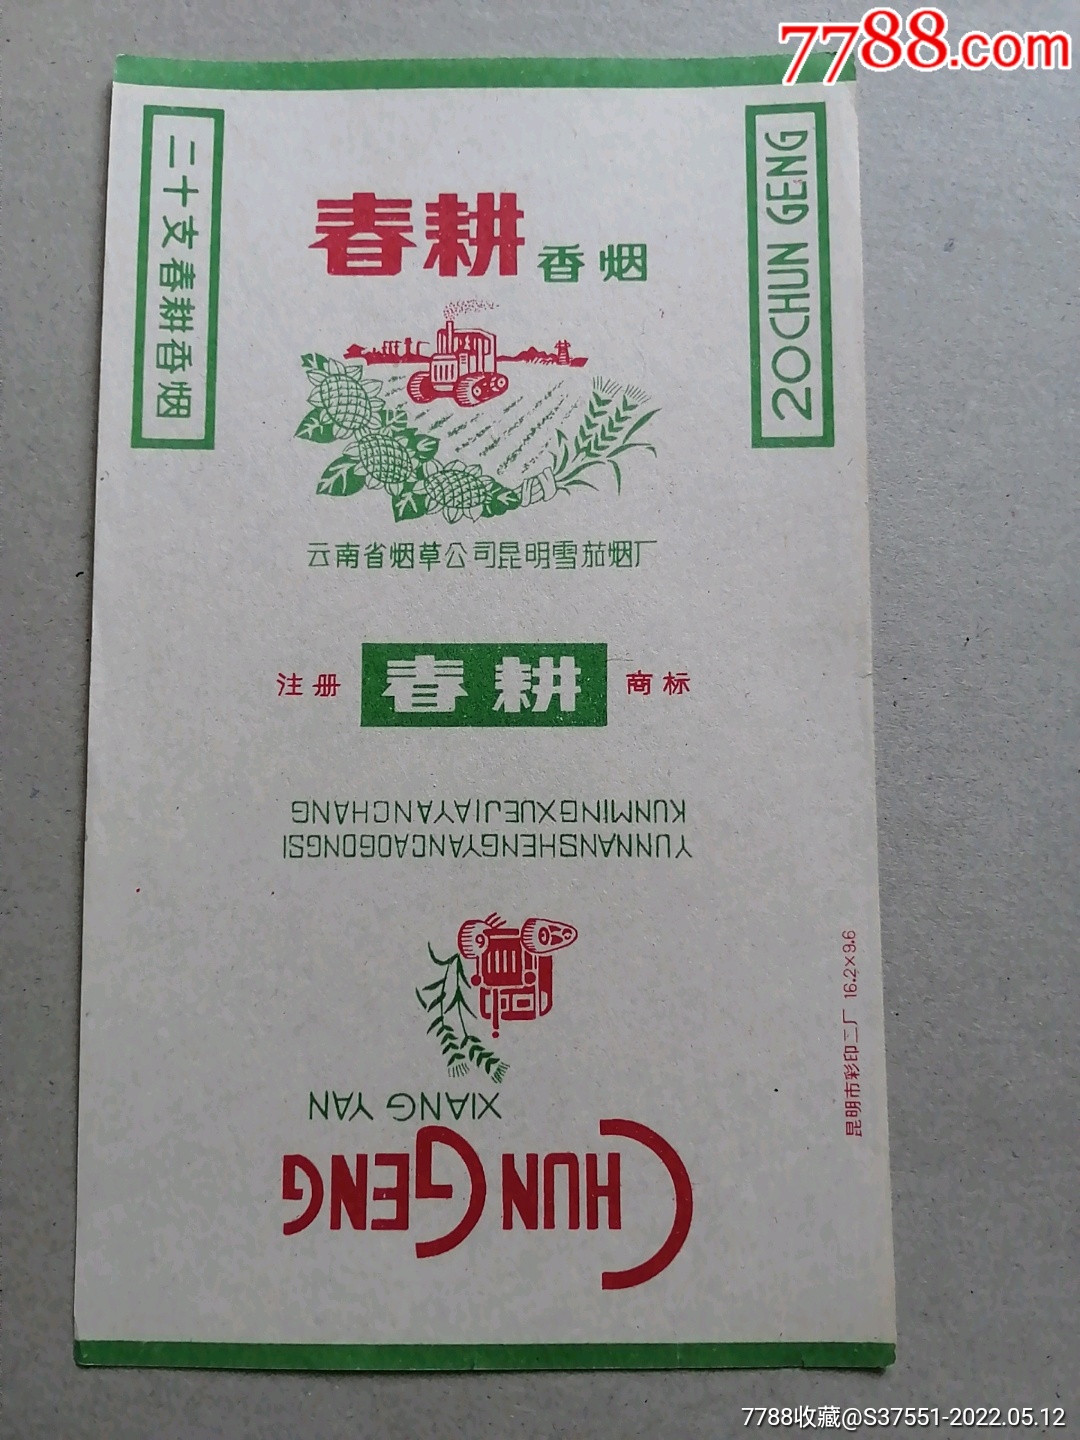 7788.com
二十支春耕香烟
20 CHUN GENG
春耕香烟
云南省烟草公司昆明雪茄烟厂
注册 春耕 商标
YUNNANSHENGYANCAOGONGSI
KUNMINGXUEJIAYANCHANG
XIANG YAN
CHUN GENG
昆明市彩印二厂 16.2×9.6
7788收藏@S37551-2022.05.12